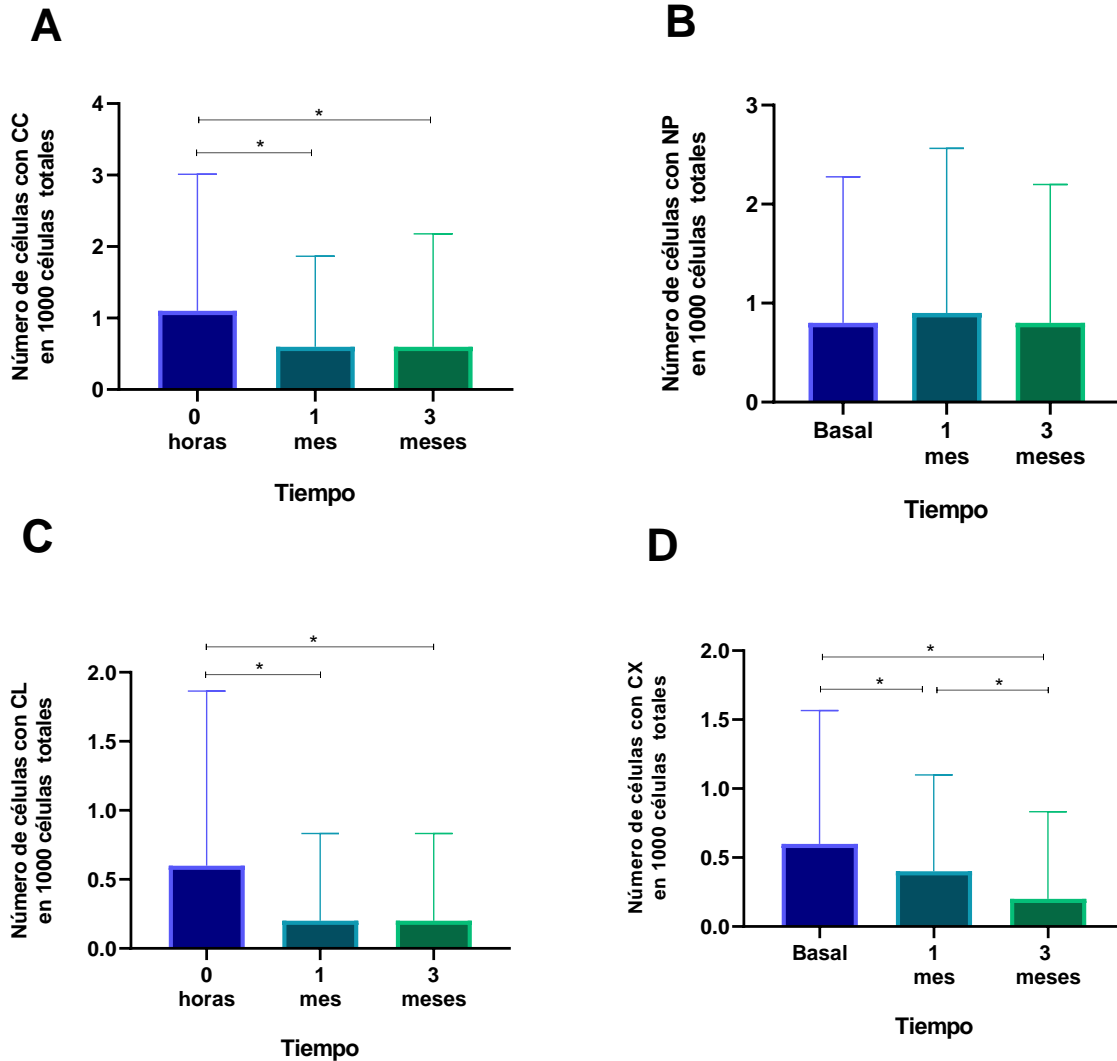 A
Número de células con CC
en 1000 células totales
4
3
2
1
0
*
*
0
horas
1
mes
3
meses
Tiempo
B
Número de células con NP
en 1000 células totales
3
2
1
0
Basal
1
mes
3
meses
Tiempo
C
Número de células con CL
en 1000 células totales
2.0
1.5
1.0
0.5
0.0
*
*
0
horas
1
mes
3
meses
Tiempo
D
Número de células con CX
en 1000 células totales
2.0
1.5
1.0
0.5
0.0
*
*
*
Basal
1
mes
3
meses
Tiempo